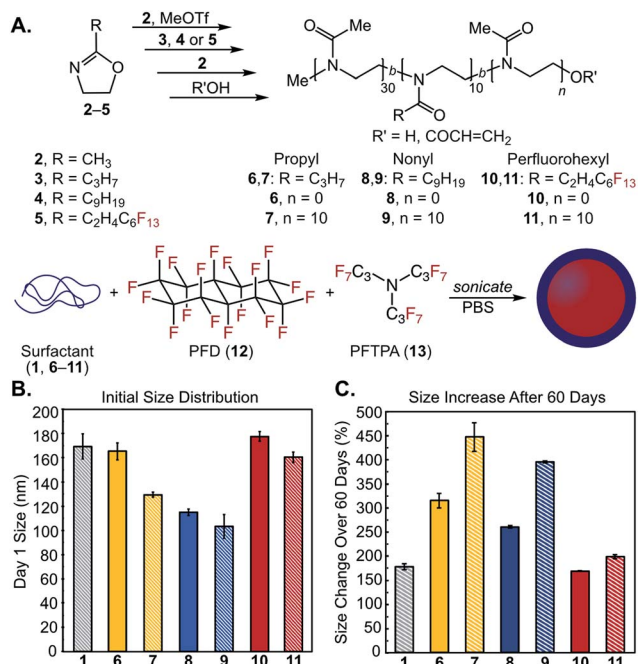 A.
2, MeOTf
3, 4 or 5
2
R'OH
R
N
O
2–5
Me
O
Me
N
b
30
N
R
O
b
10
O
Me
N
n
OR'
R' = H, COCH=CH2
2, R = CH3
3, R = C3H7
4, R = C9H19
5, R = C2H4C6F13
Propyl
6,7: R = C3H7
6, n = 0
7, n = 10
Nonyl
8,9: R = C9H19
8, n = 0
9, n = 10
Perfluorohexyl
10,11: R = C2H4C6F13
10, n = 0
11, n = 10
Surfactant
(1, 6–11)
+
F F F F F F F F F F F F F F F F F F
PFD (12)
+
F7C3 N C3F7
C3F7
PFTPA (13)
sonicate
PBS
B.
Initial Size Distribution
Day 1 Size (nm)
200
180
160
140
120
100
80
60
40
20
0
1 6 7 8 9 10 11
C.
Size Increase After 60 Days
Size Change Over 60 Days (%)
500
450
400
350
300
250
200
150
100
50
0
1 6 7 8 9 10 11